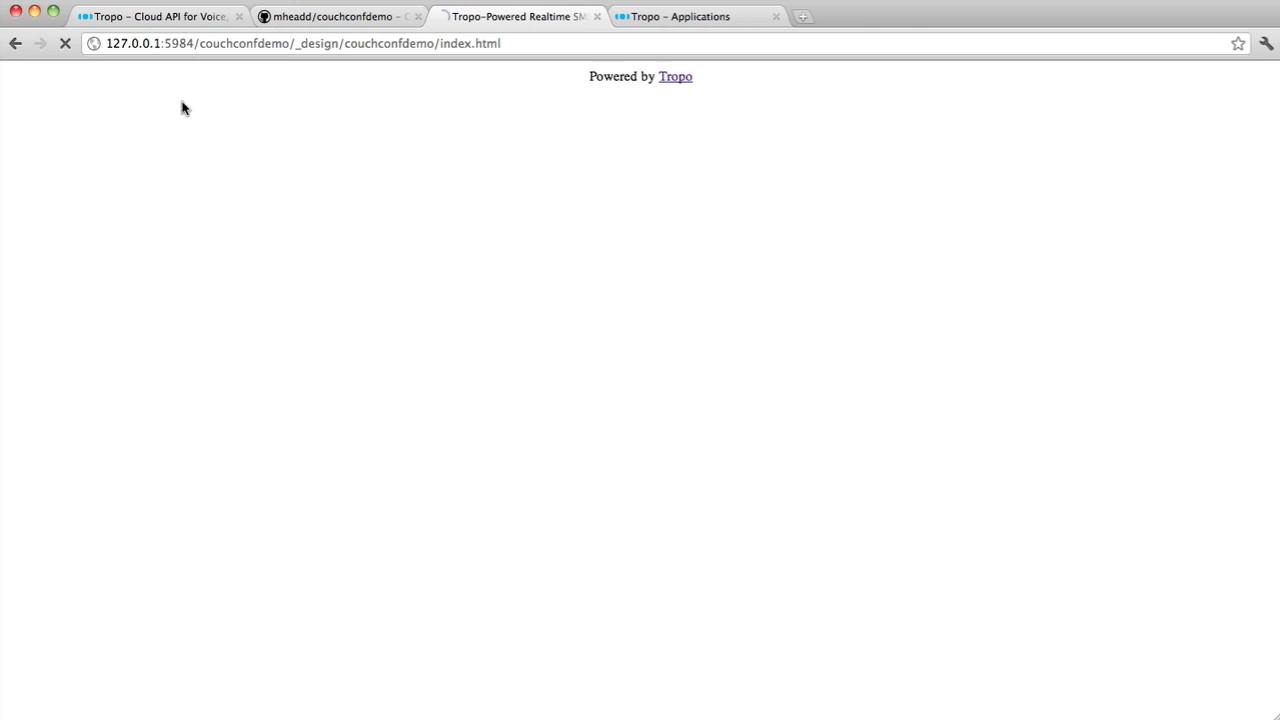 Tropo – Cloud API for Voice,
mheadd/couchconfdemo –
Tropo-Powered Realtime SM
Tropo – Applications
127.0.0.1:5984/couchconfdemo/_design/couchconfdemo/index.html
Powered by Tropo